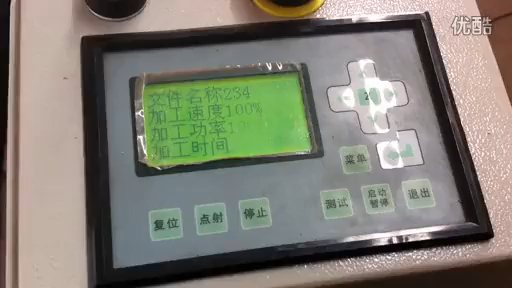 优酷
文件名称234
加工速度100%
加工功率
加工时间
菜单
测试
启动
暂停
退出
复位
点射
停止